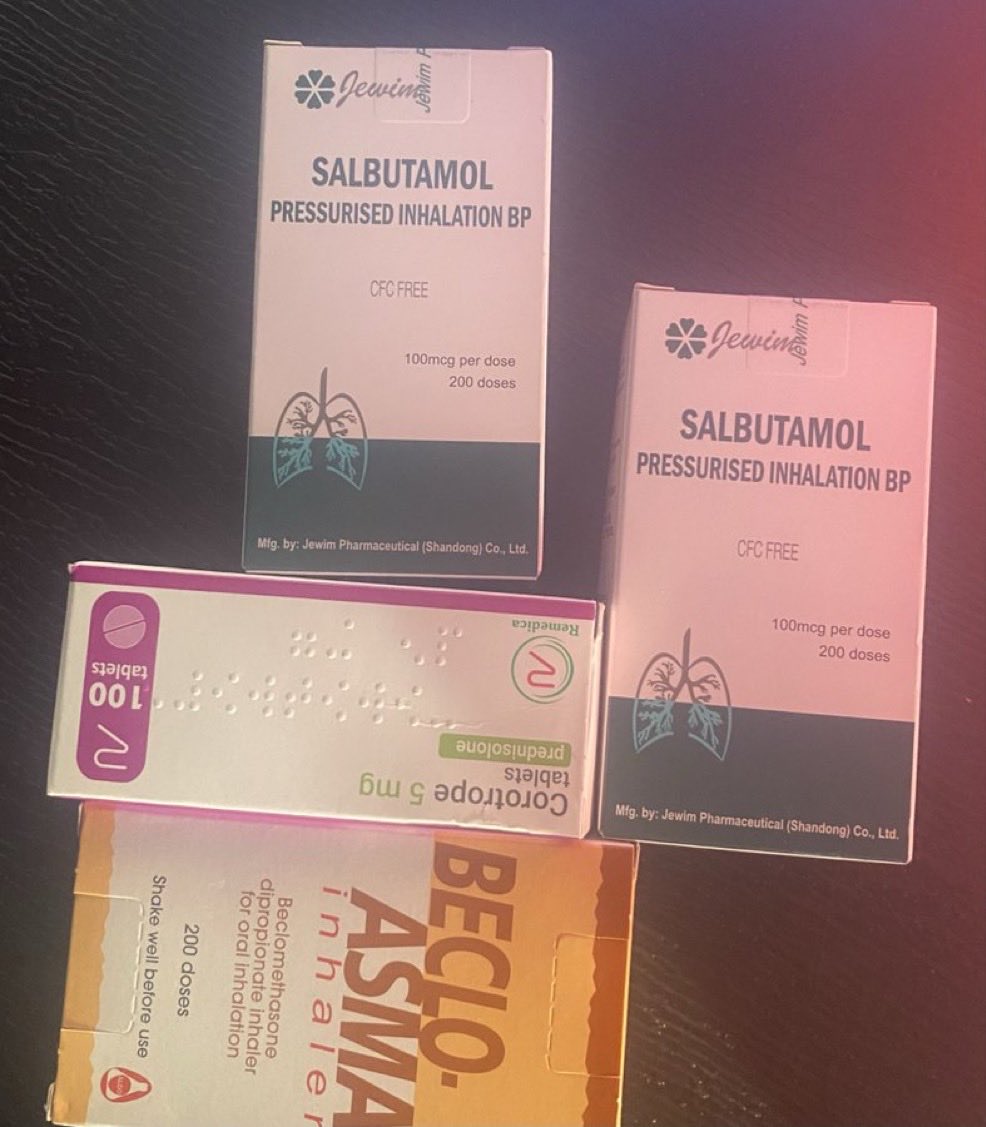 Jewim
Jewim P
SALBUTAMOL
PRESSURISED INHALATION BP
CFC FREE
100mcg per dose
200 doses
Mfg. by: Jewim Pharmaceutical (Shandong) Co., Ltd.
Jewim
Jewim P
SALBUTAMOL
PRESSURISED INHALATION BP
CFC FREE
100mcg per dose
200 doses
Mfg. by: Jewim Pharmaceutical (Shandong) Co., Ltd.
Corotrope 5 mg
tablets
prednisolone
Remedica
100
tablets
BECLO.
ASMA
inhaler
Beclomethasone
dipropionate inhaler
for oral inhalation
200 doses
Shake well before use